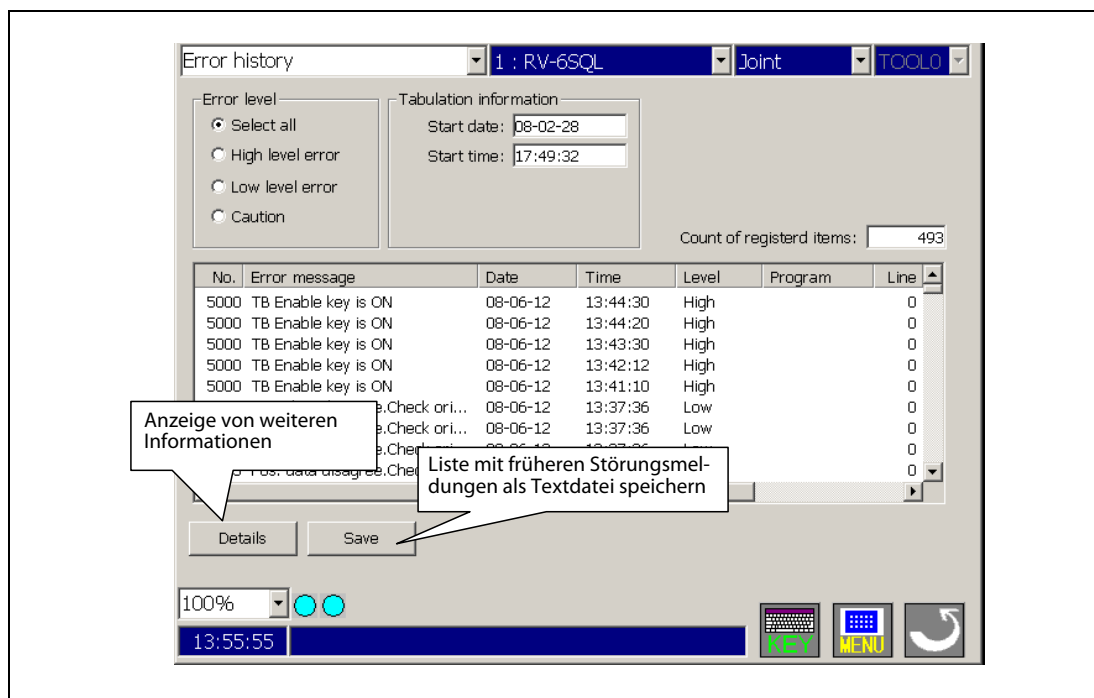 Error history 1 : RV-6SQL Joint TOOL0
Error level Tabulation information
Select all Start date: 08-02-28
High level error Start time: 17:49:32
Low level error
Caution
Count of registerd items: 493
No. Error message Date Time Level Program Line
5000 TB Enable key is ON 08-06-12 13:44:30 High 0
5000 TB Enable key is ON 08-06-12 13:44:20 High 0
5000 TB Enable key is ON 08-06-12 13:43:30 High 0
5000 TB Enable key is ON 08-06-12 13:42:12 High 0
5000 TB Enable key is ON 08-06-12 13:41:10 High 0
.Check ori... 08-06-12 13:37:36 Low 0
.Check ori... 08-06-12 13:37:36 Low 0
.Check ori... 0
Pos. data disagree.Che 0
Anzeige von weiteren
Informationen
Liste mit früheren Störungsmel-
dungen als Textdatei speichern
Details Save
100%
13:55:55
KEY MENU